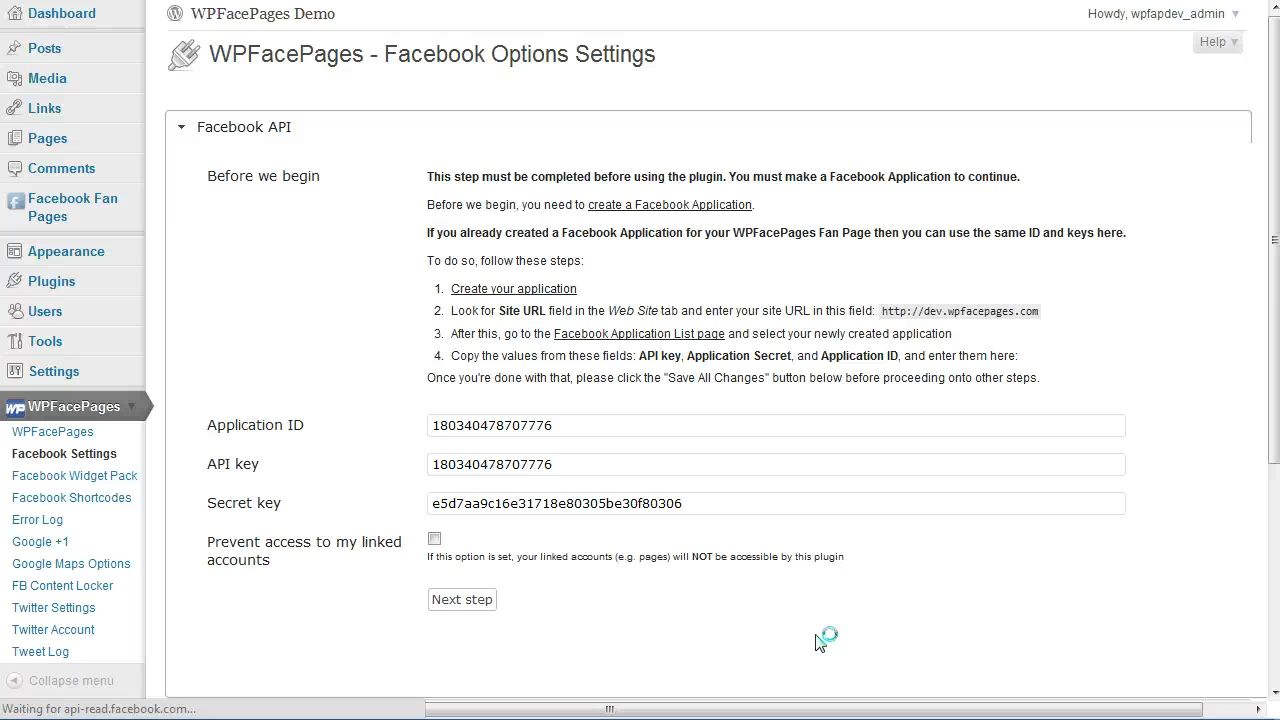 Dashboard
Posts
Media
Links
Pages
Comments
Facebook Fan
Pages
Appearance
Plugins
Users
Tools
Settings
WPFacePages
WPFacePages
Facebook Settings
Facebook Widget Pack
Facebook Shortcodes
Error Log
Google +1
Google Maps Options
FB Content Locker
Twitter Settings
Twitter Account
Tweet Log
Collapse menu
WPFacePages Demo
Howdy, wpfapdev_admin
Help
WPFacePages - Facebook Options Settings
Facebook API
Before we begin
This step must be completed before using the plugin. You must make a Facebook Application to continue.
Before we begin, you need to create a Facebook Application.
If you already created a Facebook Application for your WPFacePages Fan Page then you can use the same ID and keys here.
To do so, follow these steps:
1. Create your application
2. Look for Site URL field in the Web Site tab and enter your site URL in this field: http://dev.wpfacepages.com
3. After this, go to the Facebook Application List page and select your newly created application
4. Copy the values from these fields: API key, Application Secret, and Application ID, and enter them here:
Once you're done with that, please click the "Save All Changes" button below before proceeding onto other steps.
Application ID 180340478707776
API key 180340478707776
Secret key e5d7aa9c16e31718e80305be30f80306
Prevent access to my linked
accounts
If this option is set, your linked accounts (e.g. pages) will NOT be accessible by this plugin
Next step
Waiting for api-read.facebook.com...